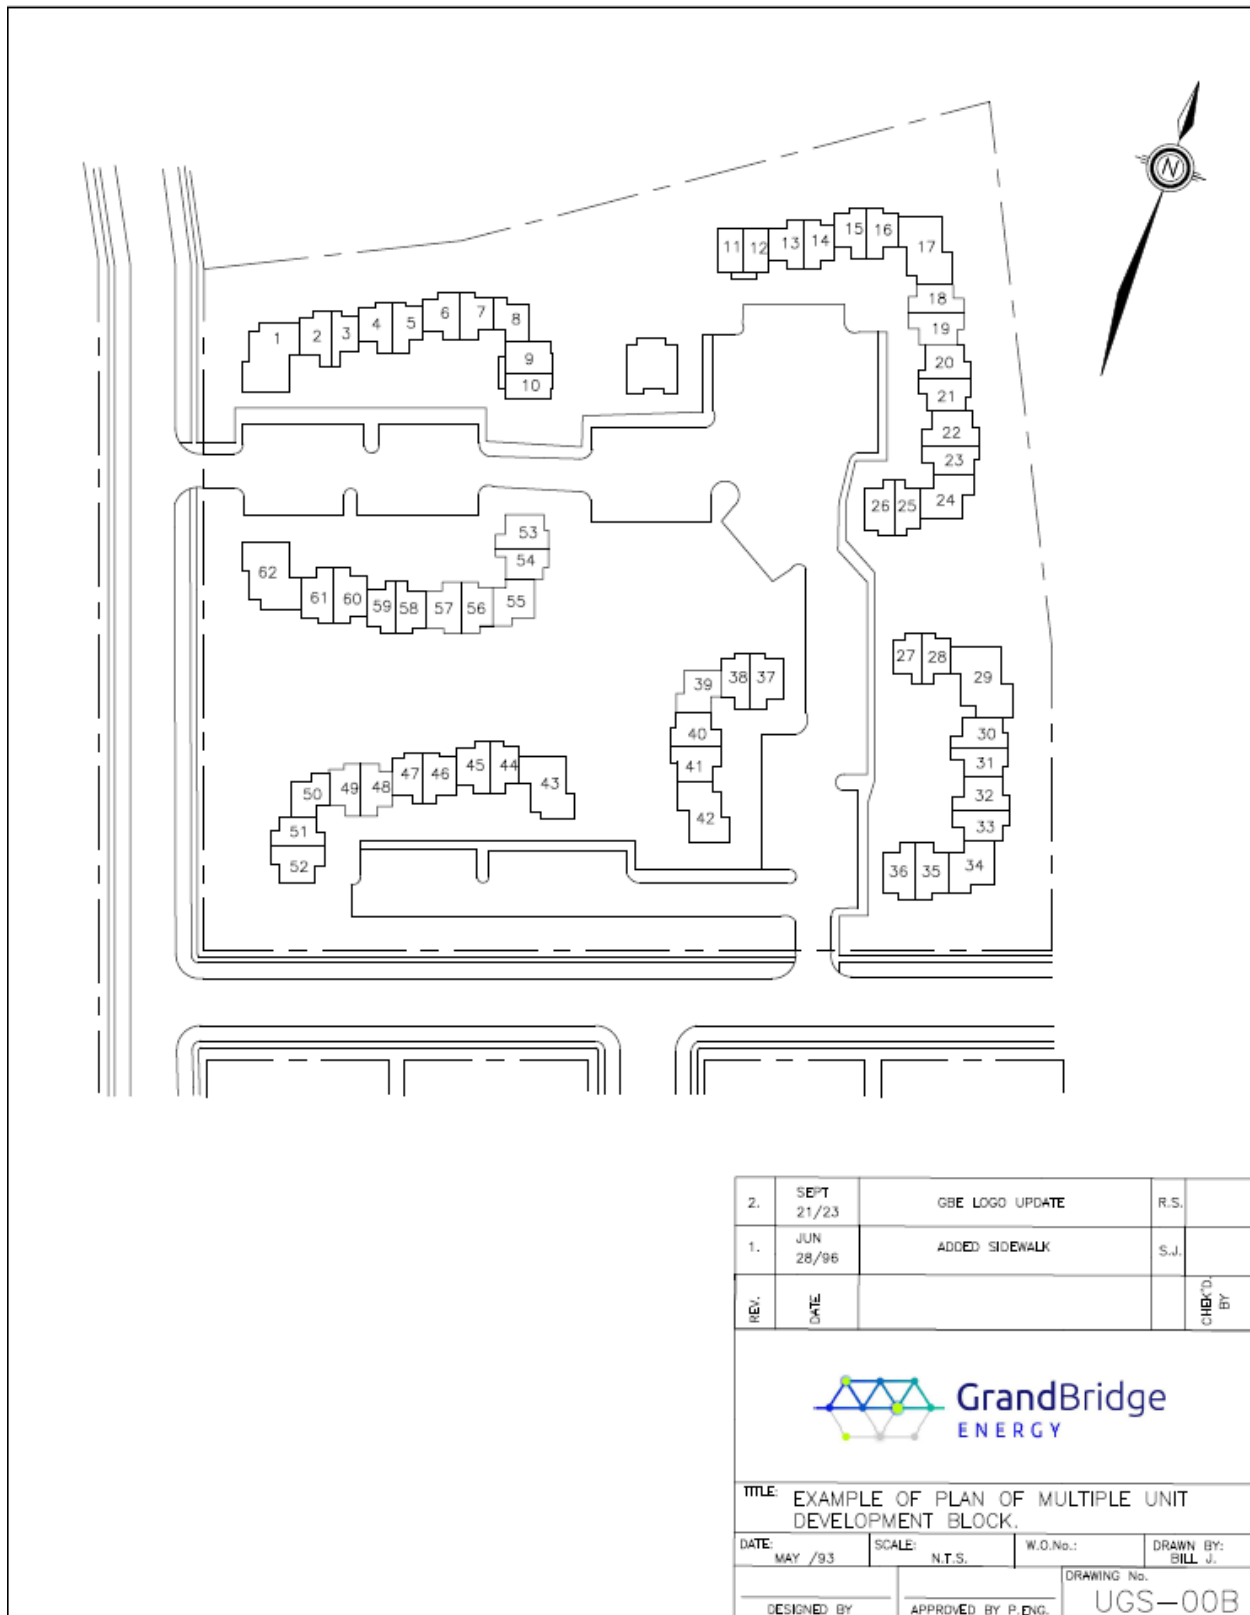 N
15 16
11 12 13 14 17
18
19
1 2 3 4 5 6 7 8
9
10
20
21
22
23
24
26 25
53
54
62 61 60 59 58 57 56 55
27 28
29
39 38 37
40
41
42
30
31
32
33
34
36 35
50 49 48 47 46 45 44 43
51
52
2. SEPT 21/23 GBE LOGO UPDATE R.S.
1. JUN 28/96 ADDED SIDEWALK S.J.
REV. DATE CHEK'D. BY
GrandBridge
ENERGY
TITLE: EXAMPLE OF PLAN OF MULTIPLE UNIT
DEVELOPMENT BLOCK.
DATE: MAY /93 SCALE: N.T.S. W.O.No.: DRAWN BY: BILL J.
DRAWING No.
UGS-00B
DESIGNED BY APPROVED BY P.ENG.